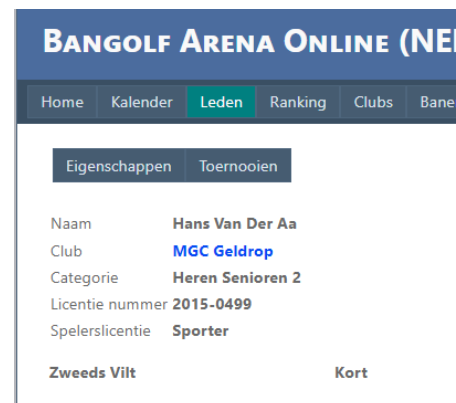 BANGOLF ARENA ONLINE (NE
Home Kalender Leden Ranking Clubs Bane
Eigenschappen Toernooien
Naam Hans Van Der Aa
Club MGC Geldrop
Categorie Heren Senioren 2
Licentie nummer 2015-0499
Spelerslicentie Sporter
Zweeds Vilt Kort